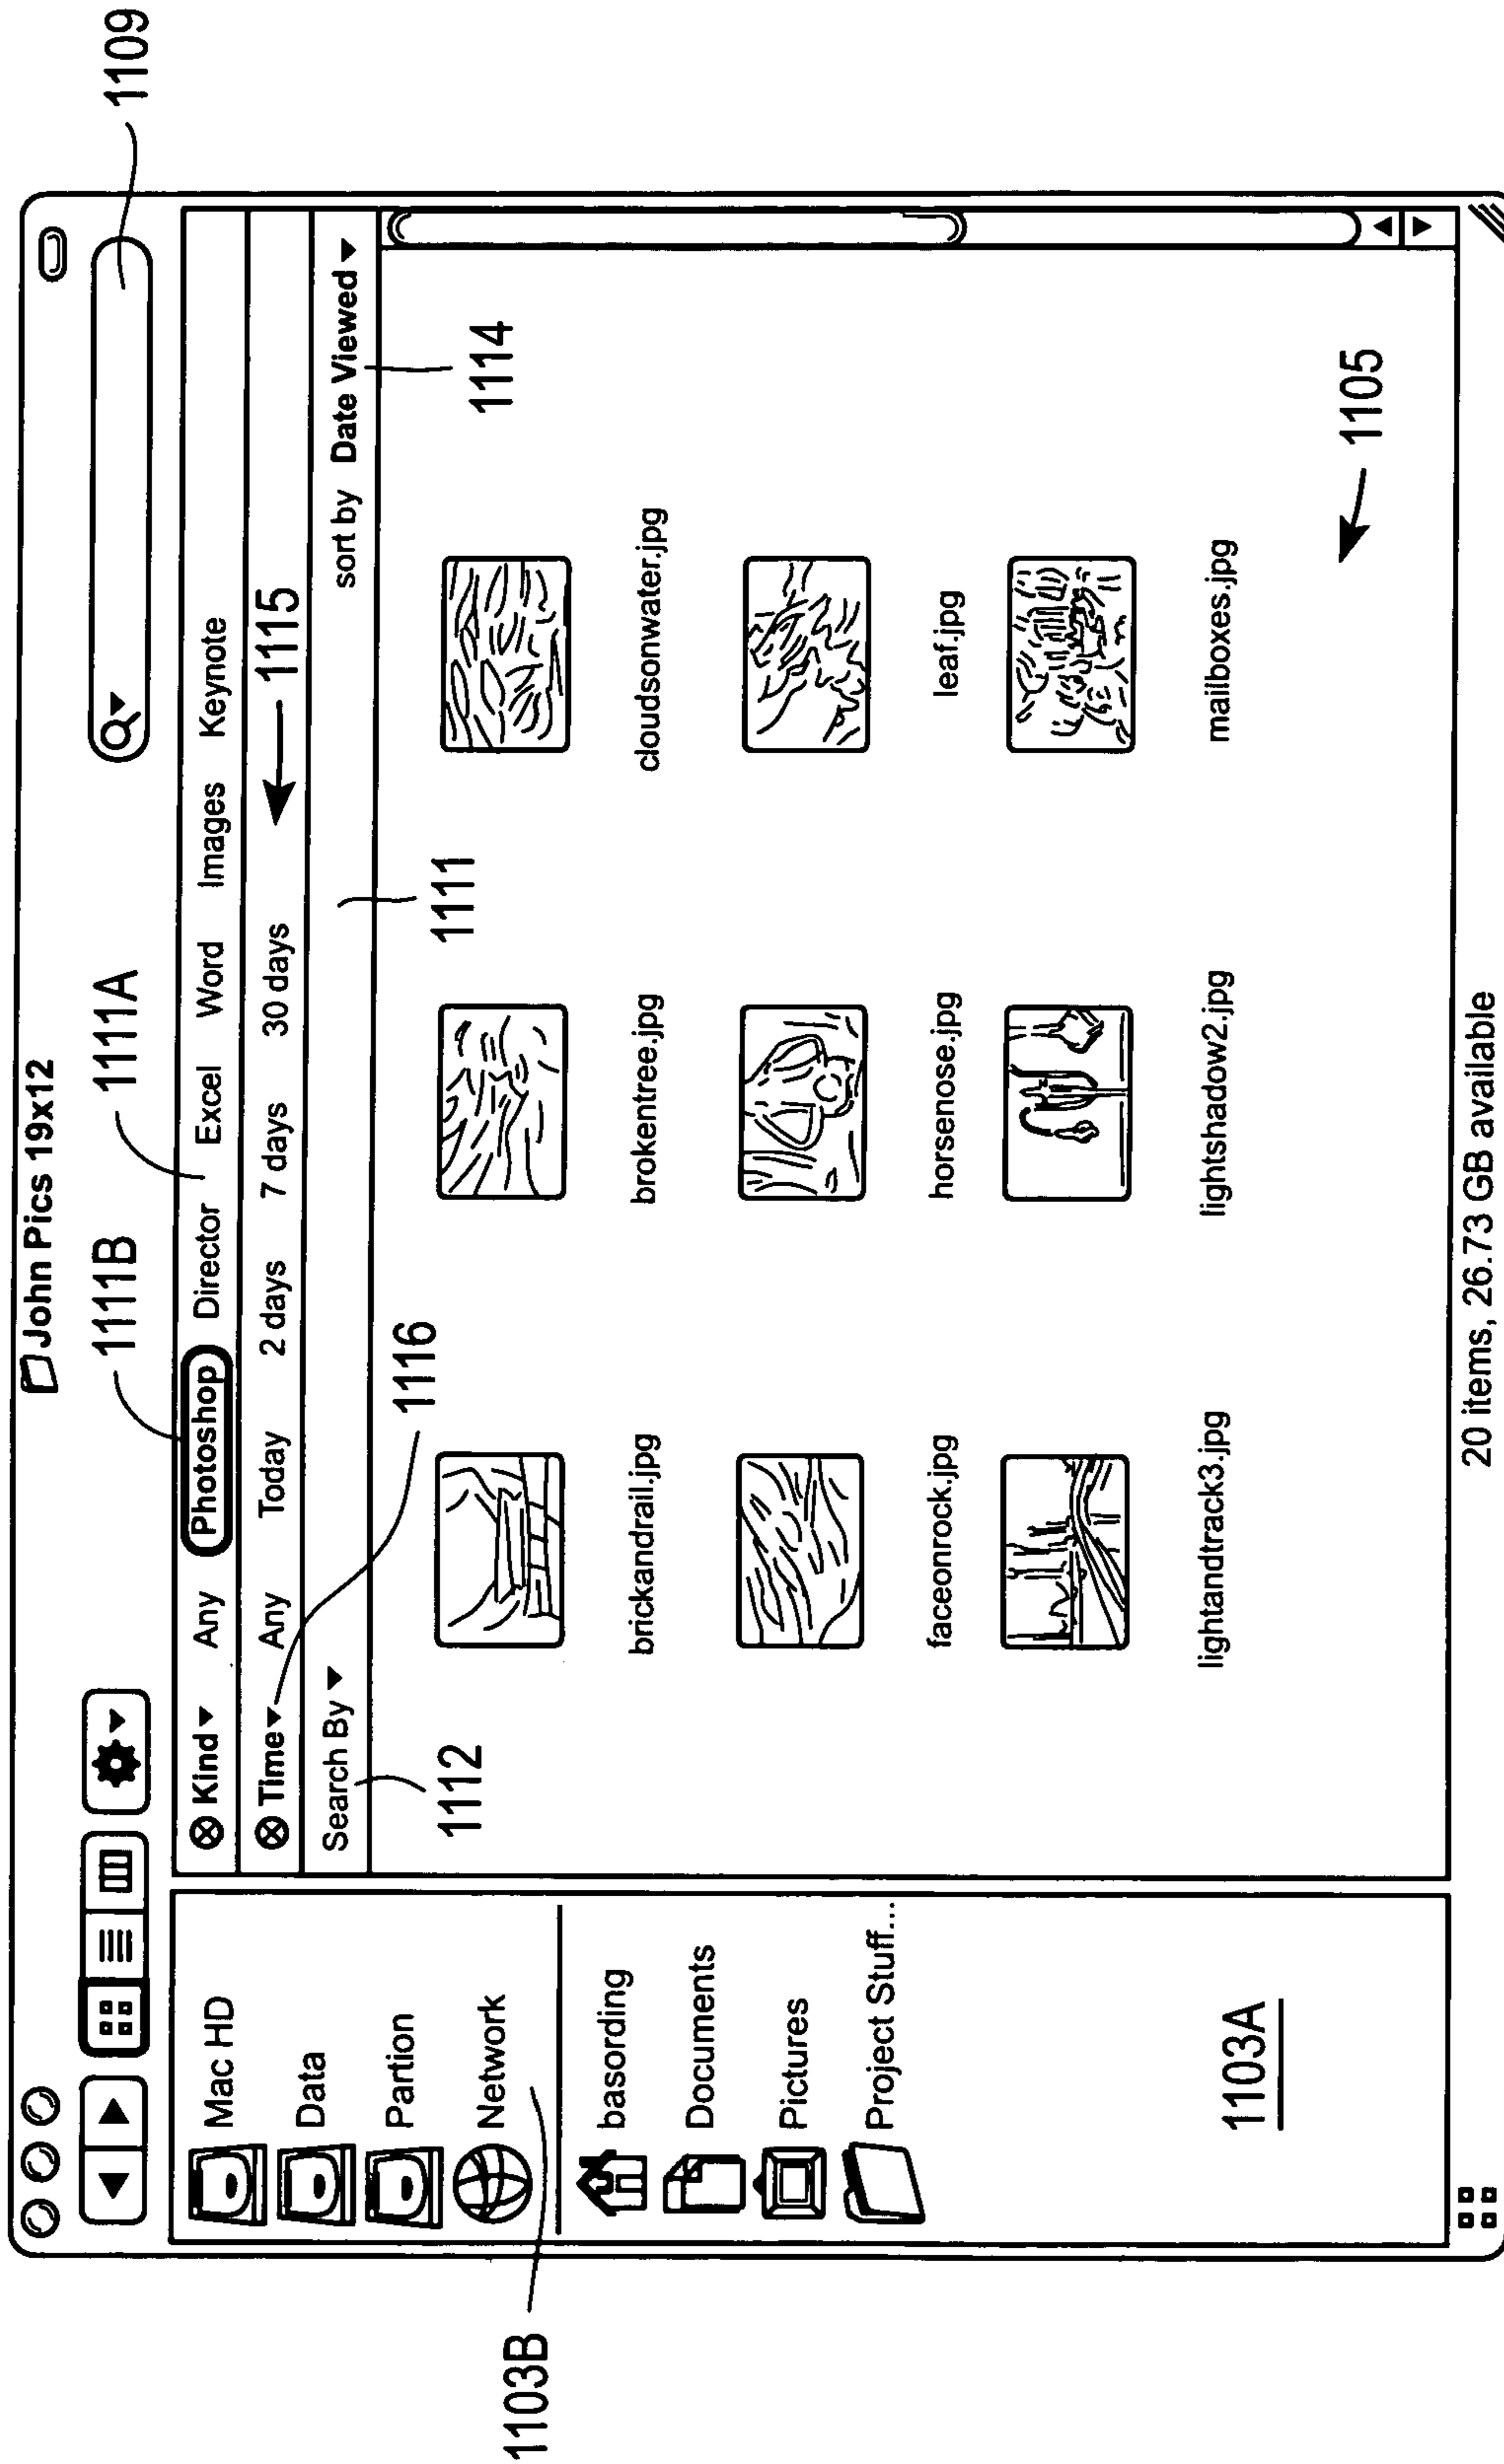 John Pics 19x12
1109
1111B
1111A
Kind Any Photoshop Director Excel Word Images Keynote
Time Any Today 2 days 7 days 30 days
1115
Search By
sort by Date Viewed
1116
1112
1111
1114
Mac HD
Data
Partion
Network
basording
Documents
Pictures
Project Stuff...
1103A
1103B
brickandrail.jpg brokentree.jpg cloudsonwater.jpg
faceonrock.jpg horsenose.jpg leaf.jpg
lightandtrack3.jpg lightshadow2.jpg mailboxes.jpg
1105
20 items, 26.73 GB available